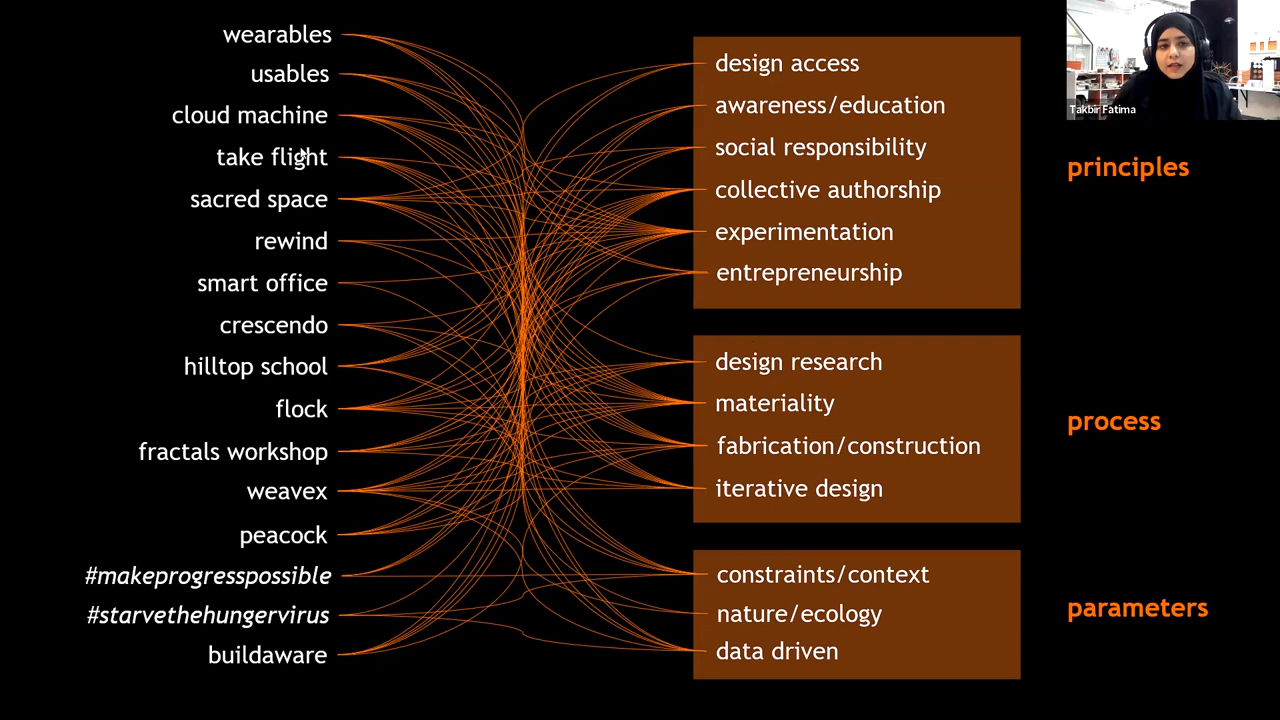 wearables
usables
cloud machine
take flight
sacred space
rewind
smart office
crescendo
hilltop school
flock
fractals workshop
weavex
peacock
#makeprogresspossible
#starvethehungervirus
buildaware
design access
awareness/education
social responsibility
collective authorship
experimentation
entrepreneurship
principles
design research
materiality
fabrication/construction
iterative design
process
constraints/context
nature/ecology
data driven
parameters
Takbir Fatima